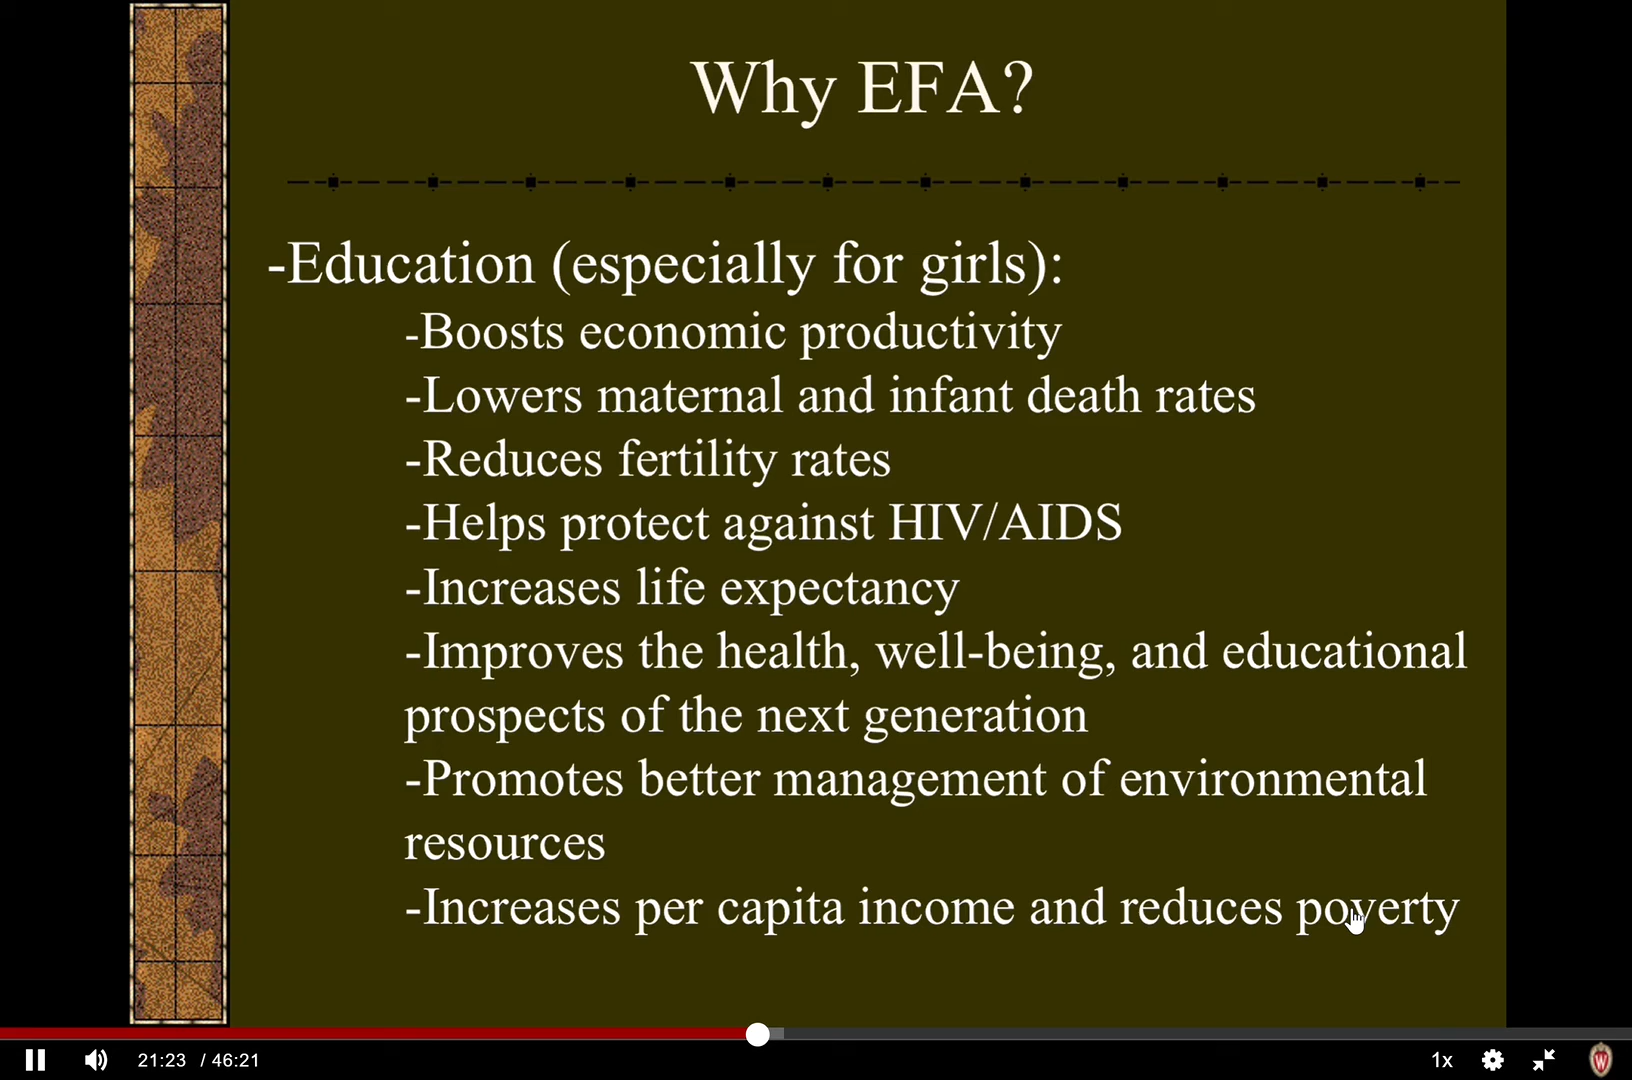 Why EFA?
-Education (especially for girls):
-Boosts economic productivity
-Lowers maternal and infant death rates
-Reduces fertility rates
-Helps protect against HIV/AIDS
-Increases life expectancy
-Improves the health, well-being, and educational
prospects of the next generation
-Promotes better management of environmental
resources
-Increases per capita income and reduces poverty
21:23 / 46:21
1x
W